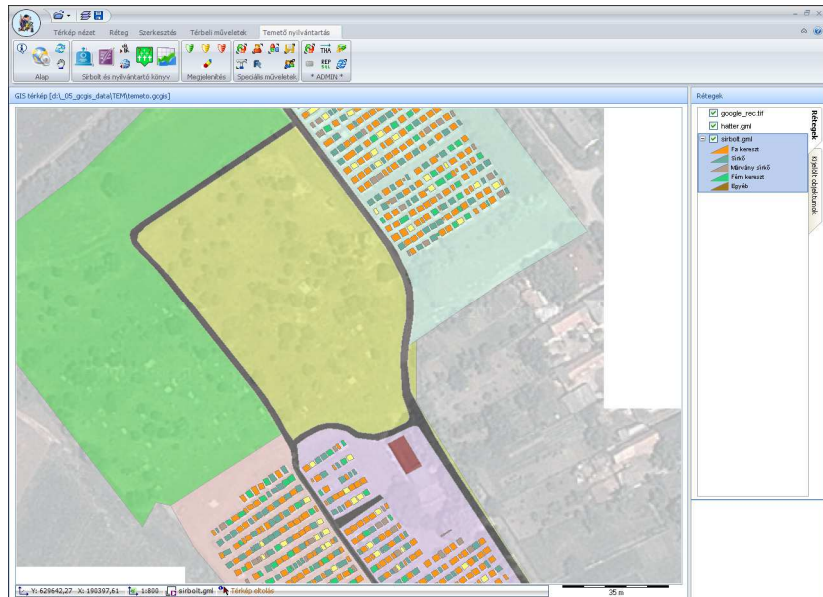 Térkép nézet Réteg Szerkesztés Térbeli műveletek Temető nyilvántartás
THA
REP
Alap Sírbolt és nyilvántartó könyv Megjelenítés Speciális műveletek * ADMIN *
GIS térkép [d:\_05_gcgis_data\TEM\temeto.gcgis]
Rétegek
google_rec.tif
hatter.gml
sirbolt.gml
Fa kereszt
Sírkő
Márvány sírkő
Fém kereszt
Egyéb
Rétegek
Kijelölt objektumok
Y: 629642,27 X: 190397,61 1:800 sirbolt.gml Térkép eltolás
35 m